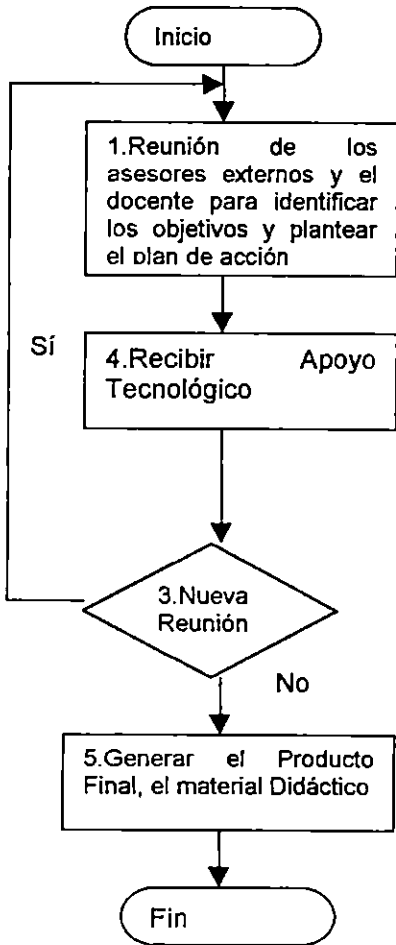 Inicio
1.Reunión de los
asesores externos y el
docente para identificar
los objetivos y plantear
el plan de acción
Sí
4.Recibir Apoyo
Tecnológico
3.Nueva
Reunión
No
5.Generar el Producto
Final, el material Didáctico
Fin